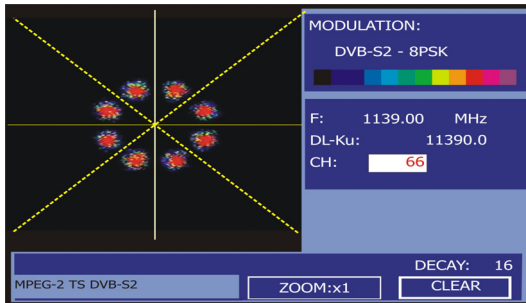 MODULATION:
DVB-S2 - 8PSK
F: 1139.00 MHz
DL-Ku: 11390.0
CH: 66
DECAY: 16
MPEG-2 TS DVB-S2
ZOOM:x1
CLEAR